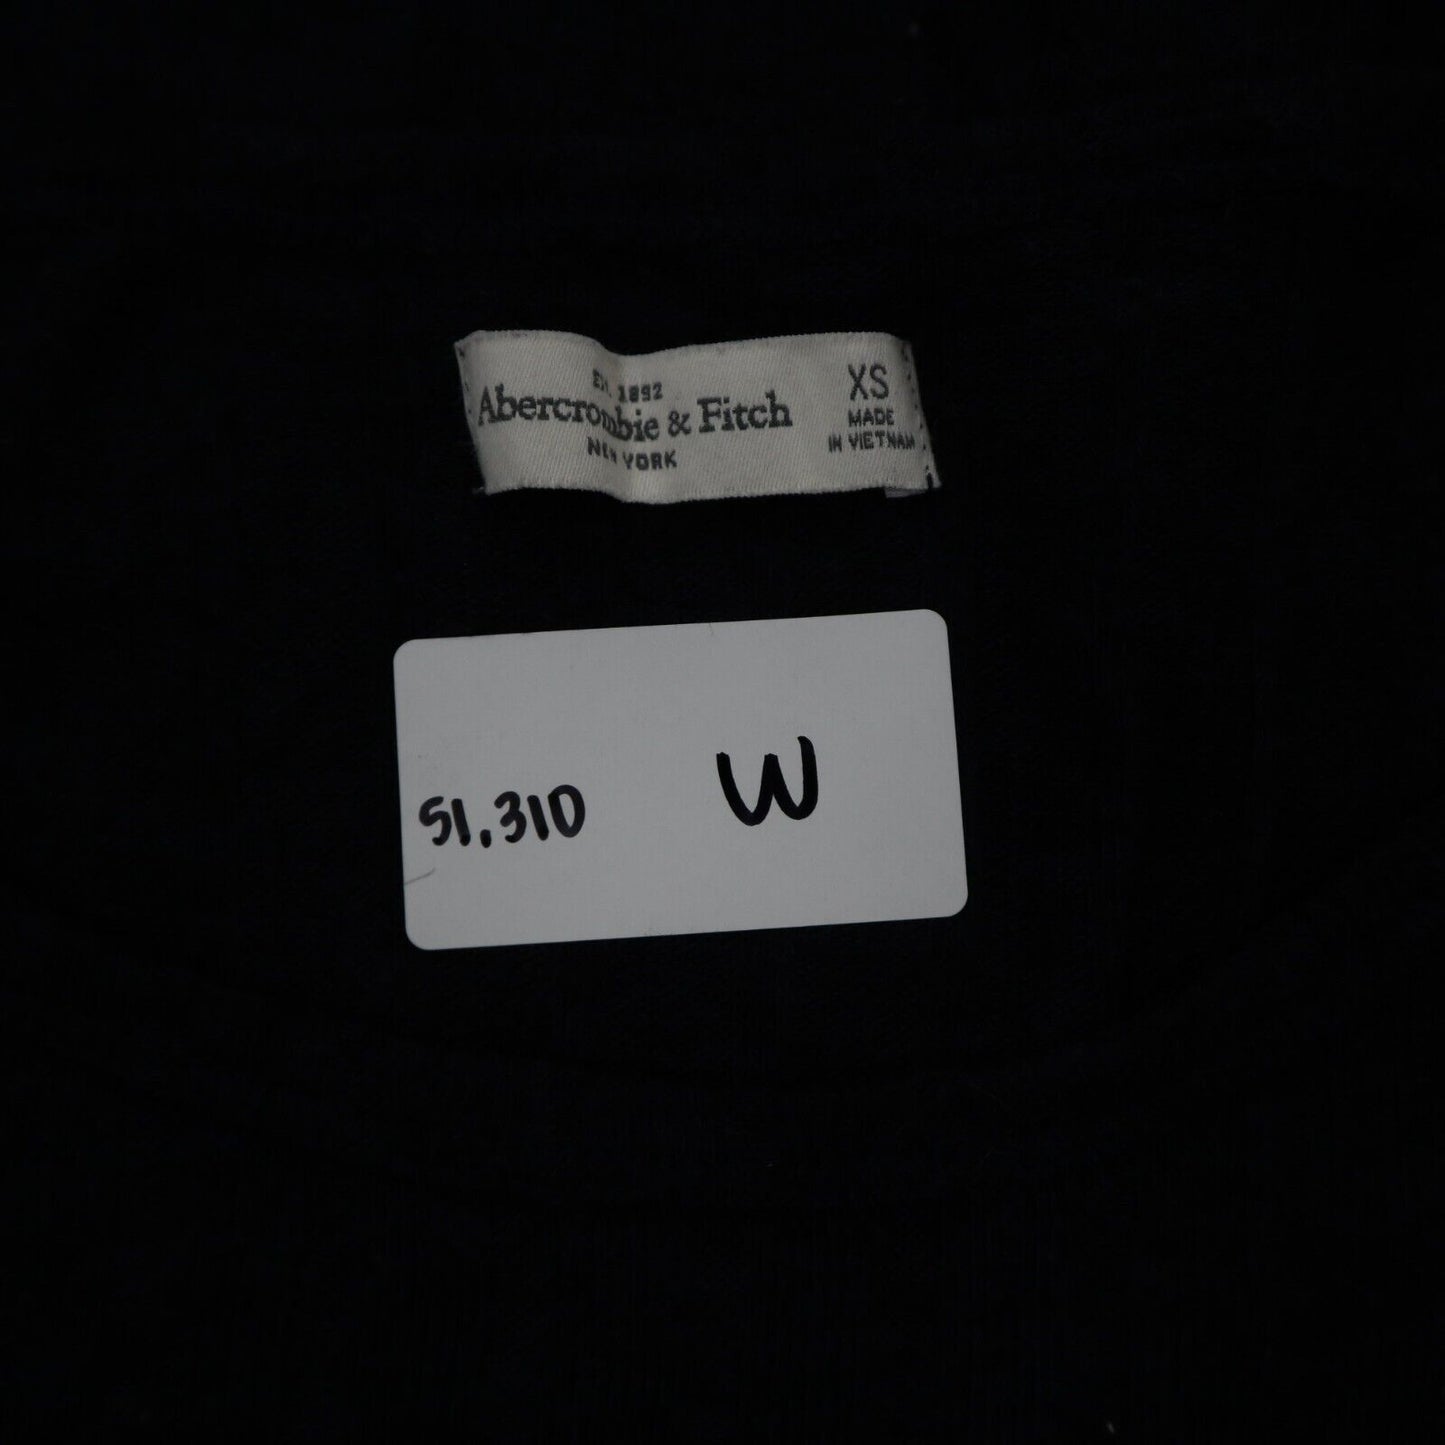 Est. 1892
Abercrombie & Fitch
NEW YORK
XS
MADE
IN VIETNAM
51.310
W